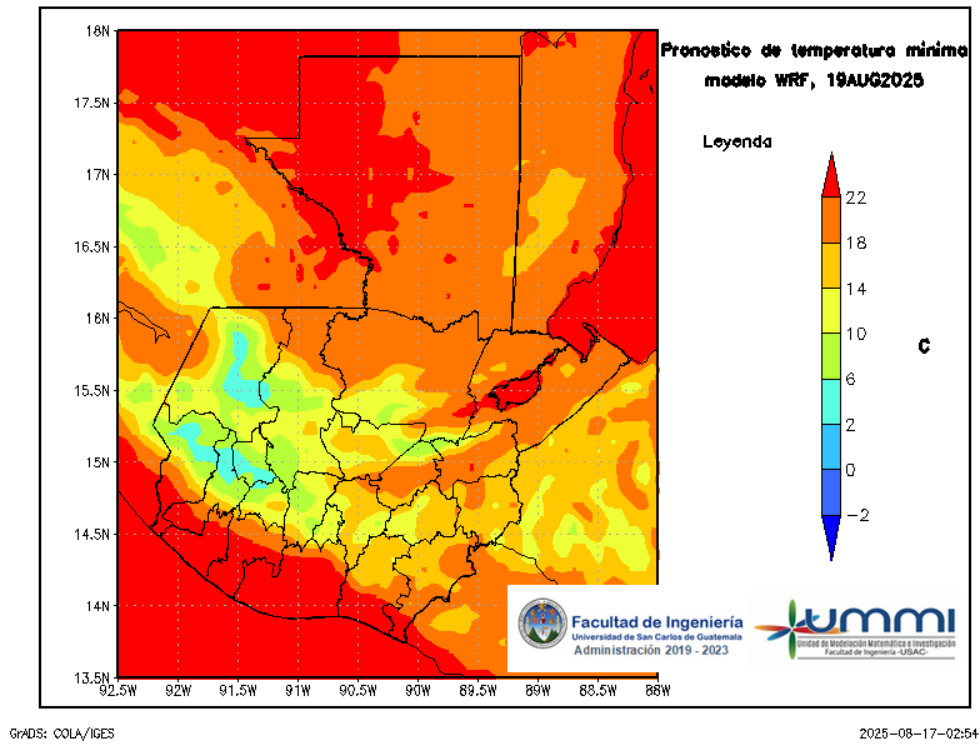 Pronostico de temperatura minima
modelo WRF, 19AUG2025
Leyenda
22
18
14
10
6
2
0
-2
C
18N
17.5N
17N
16.5N
16N
15.5N
15N
14.5N
14N
13.5N
92.5W 92W 91.5W 91W 90.5W 90W 89.5W 89W 88.5W 88W
Facultad de Ingeniería
Universidad de San Carlos de Guatemala
Administración 2019 - 2023
ummi
Unidad de Modelación Matemática e Investigación
Facultad de Ingeniería -USAC-
GrADS: COLA/IGES
2025-08-17-02:54